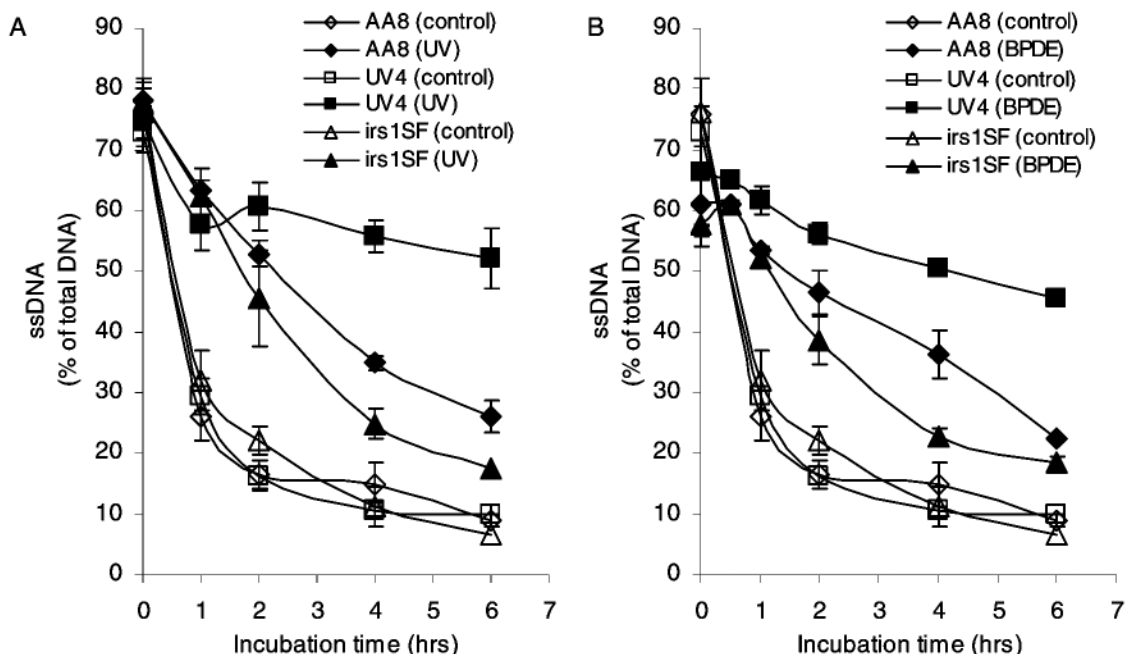 A
AA8 (control)
AA8 (UV)
UV4 (control)
UV4 (UV)
irs1SF (control)
irs1SF (UV)
ssDNA
(% of total DNA)
90
80
70
60
50
40
30
20
10
0
0 1 2 3 4 5 6 7
Incubation time (hrs)
B
AA8 (control)
AA8 (BPDE)
UV4 (control)
UV4 (BPDE)
irs1SF (control)
irs1SF (BPDE)
ssDNA
(% of total DNA)
90
80
70
60
50
40
30
20
10
0
0 1 2 3 4 5 6 7
Incubation time (hrs)